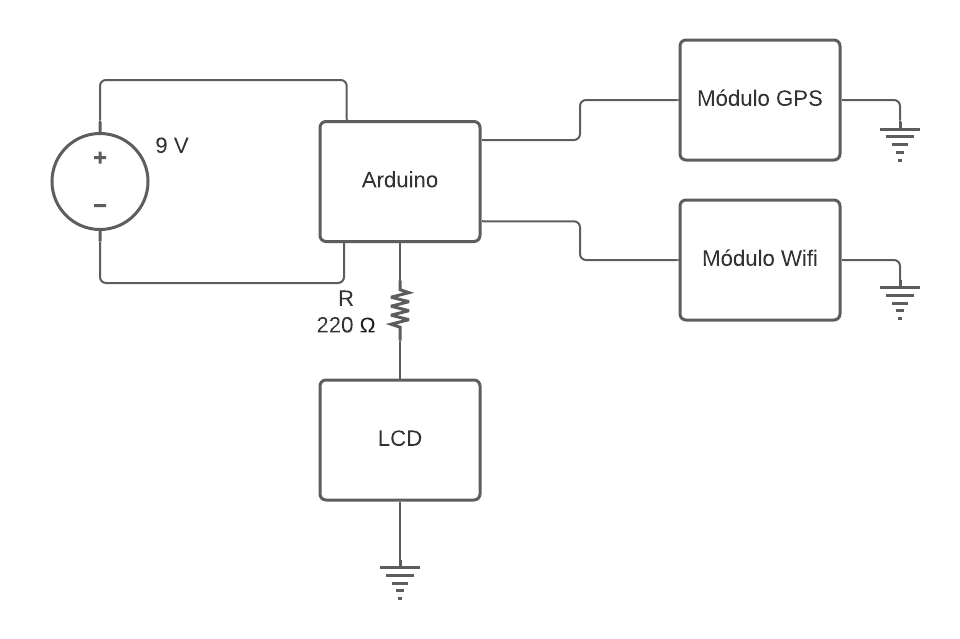 Módulo GPS
9 V
Arduino
Módulo Wifi
R
220 Ω
LCD